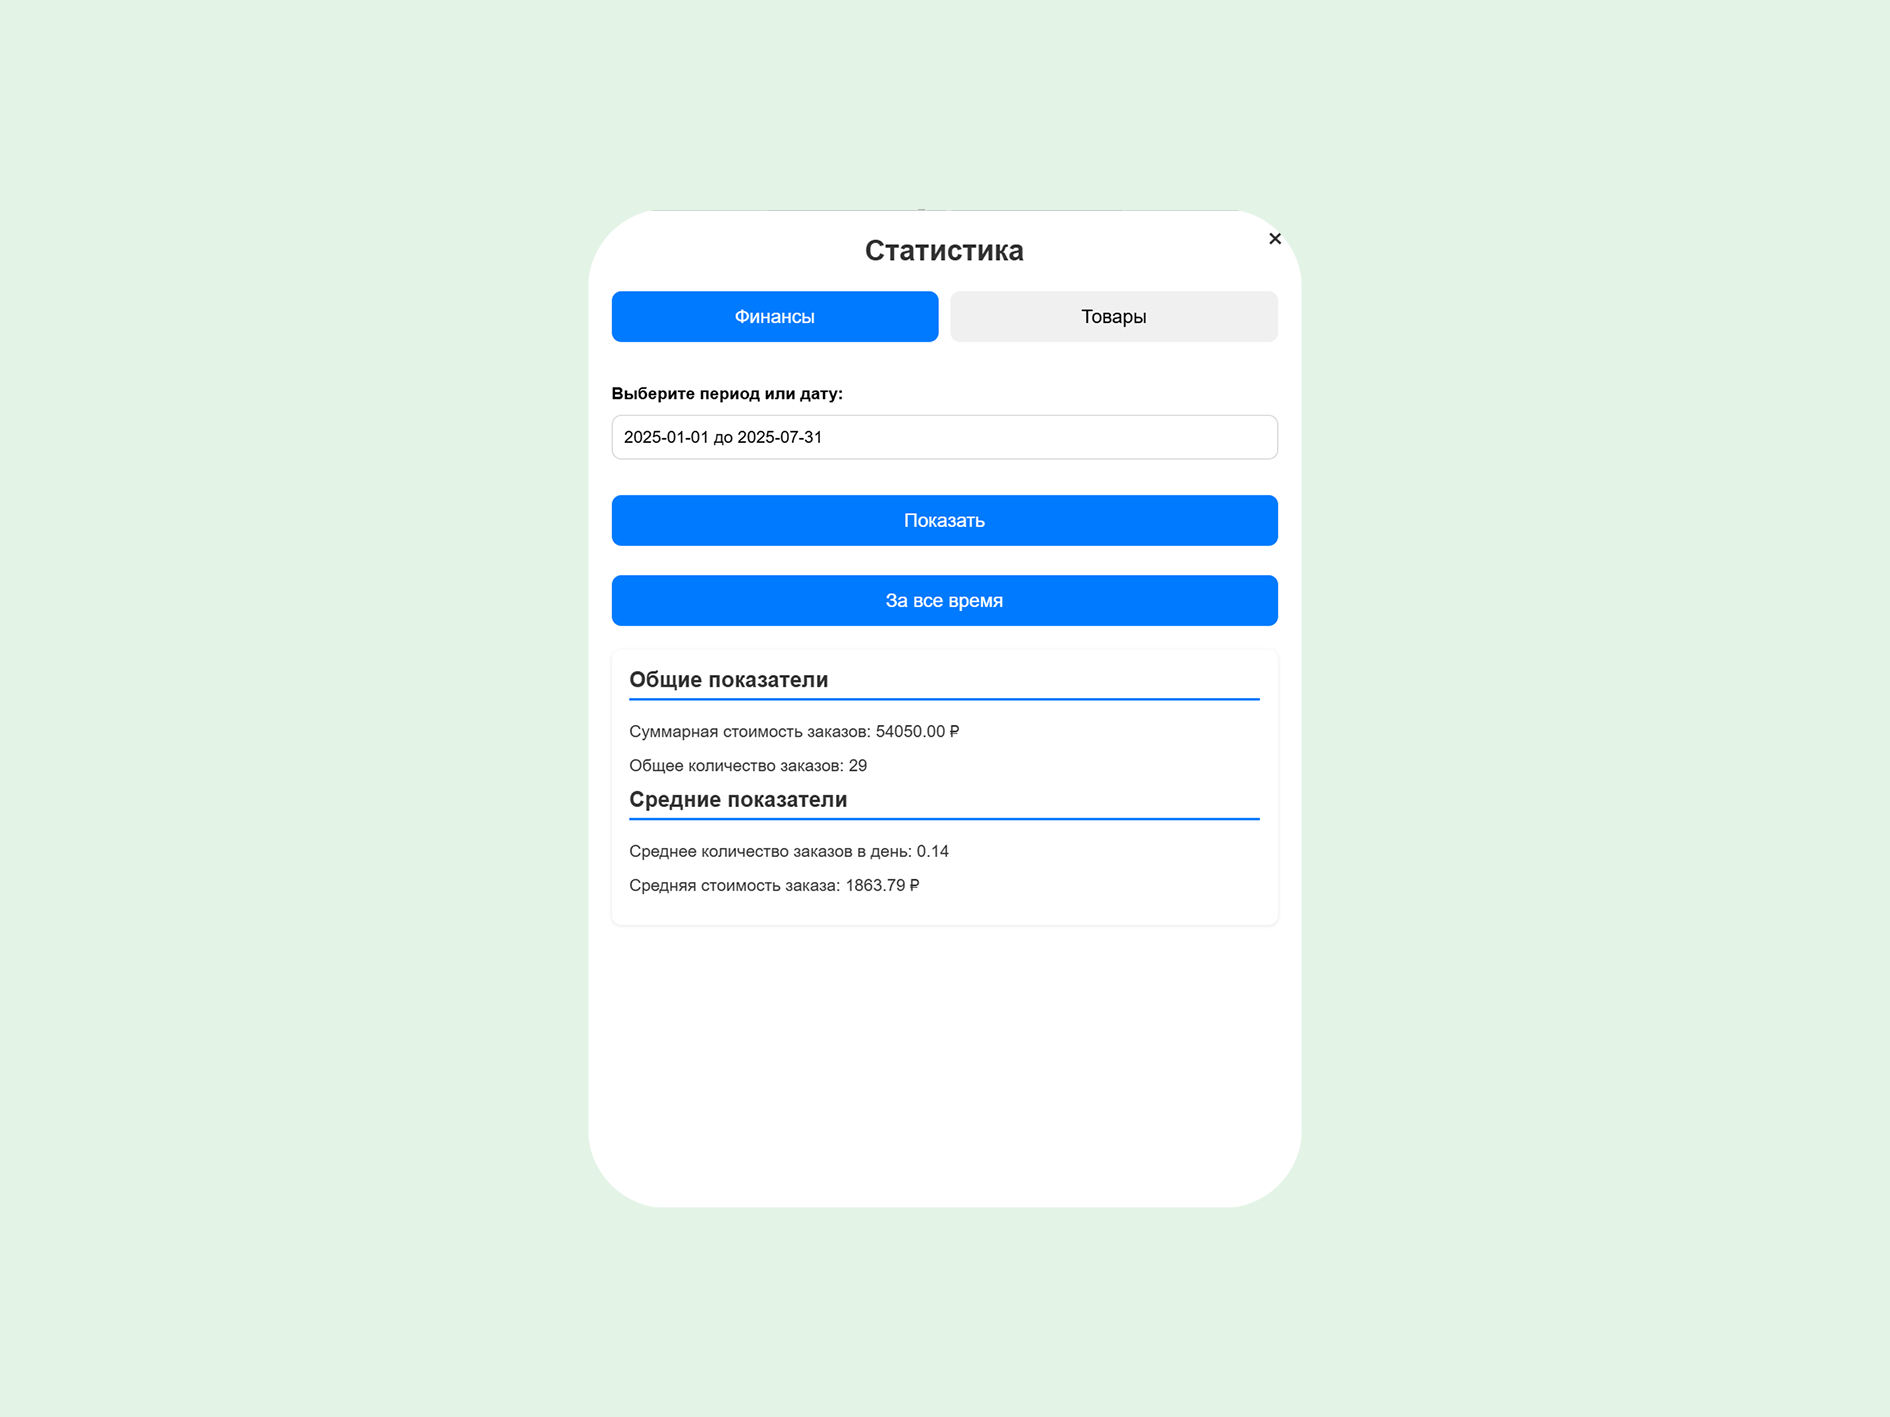 Статистика
Финансы
Товары
Выберите период или дату:
2025-01-01 до 2025-07-31
Показать
За все время
Общие показатели
Суммарная стоимость заказов: 54050.00 ₽
Общее количество заказов: 29
Средние показатели
Среднее количество заказов в день: 0.14
Средняя стоимость заказа: 1863.79 ₽